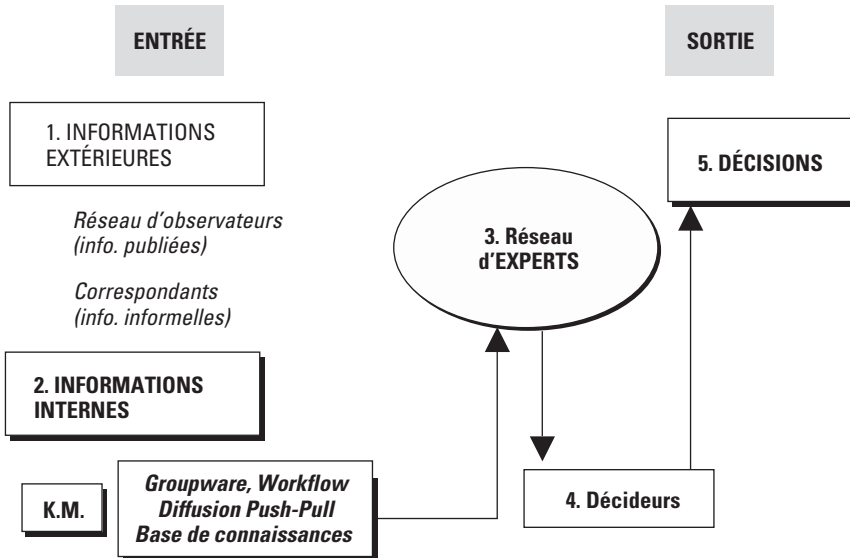 ENTRÉE
SORTIE
1. INFORMATIONS
EXTÉRIEURES
5. DÉCISIONS
Réseau d’observateurs
(info. publiées)
3. Réseau
d’EXPERTS
Correspondants
(info. informelles)
2. INFORMATIONS
INTERNES
K.M.
Groupware, Workflow
Diffusion Push-Pull
Base de connaissances
4. Décideurs